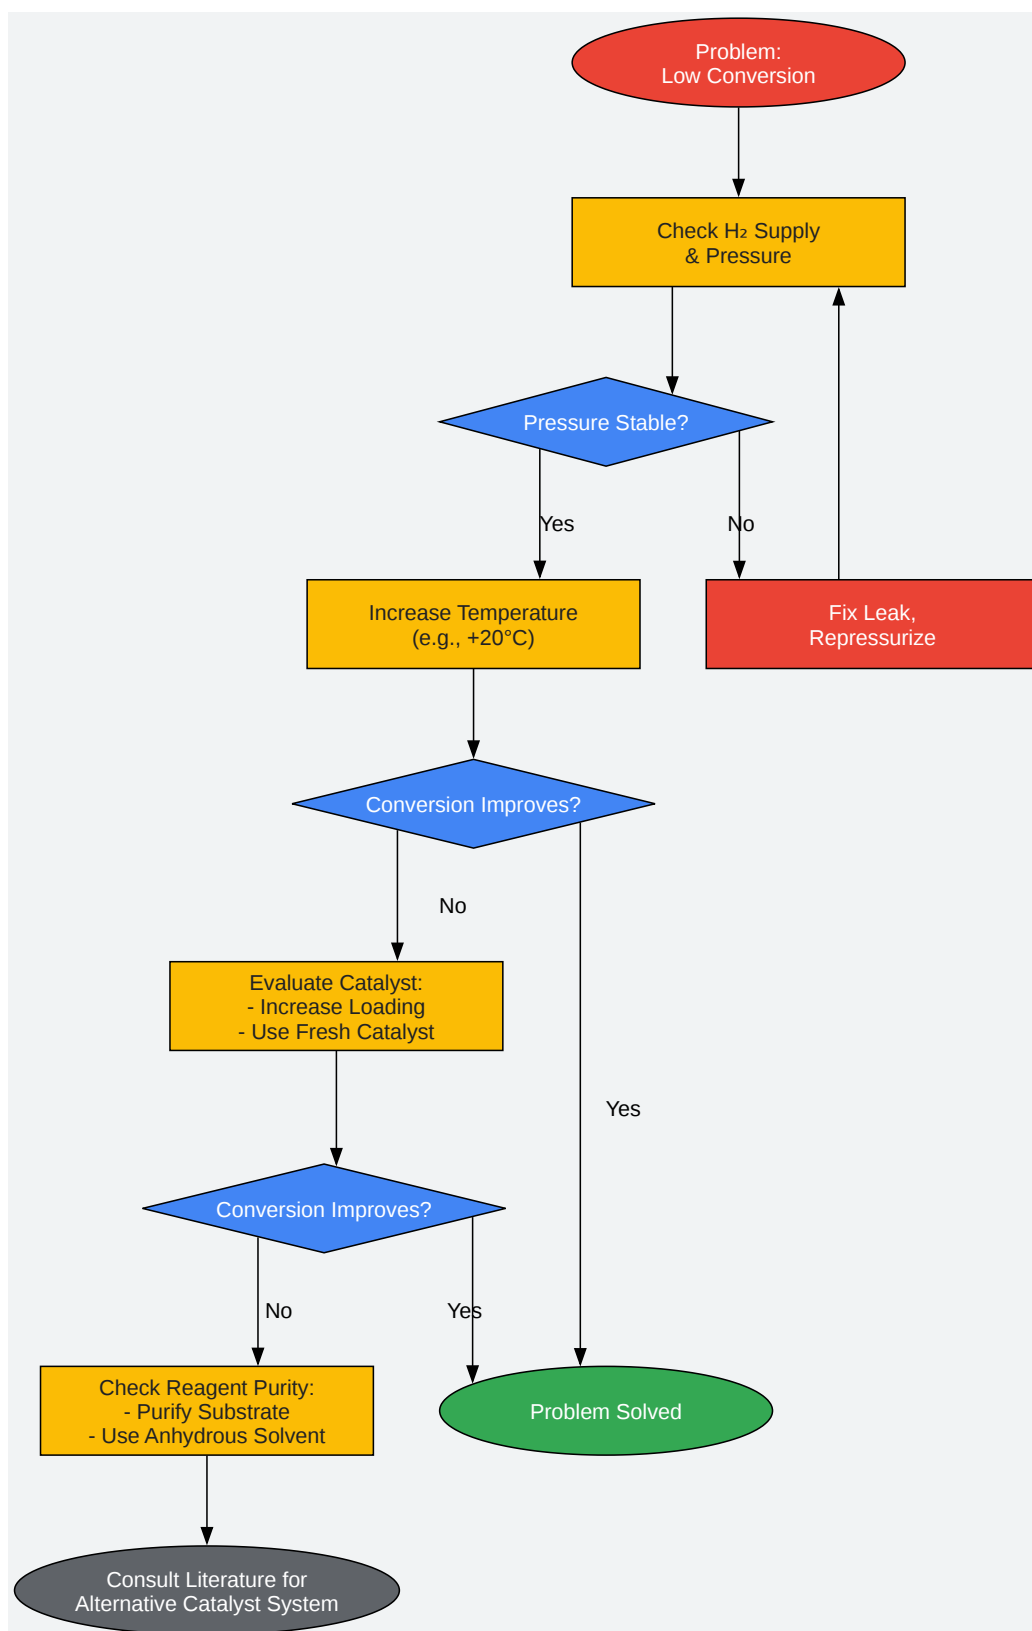 Problem:
Low Conversion
Check H₂ Supply
& Pressure
Pressure Stable?
Yes
No
Increase Temperature
(e.g., +20°C)
Fix Leak,
Repressurize
Conversion Improves?
No
Evaluate Catalyst:
- Increase Loading
- Use Fresh Catalyst
Yes
Conversion Improves?
No
Yes
Check Reagent Purity:
- Purify Substrate
- Use Anhydrous Solvent
Problem Solved
Consult Literature for
Alternative Catalyst System